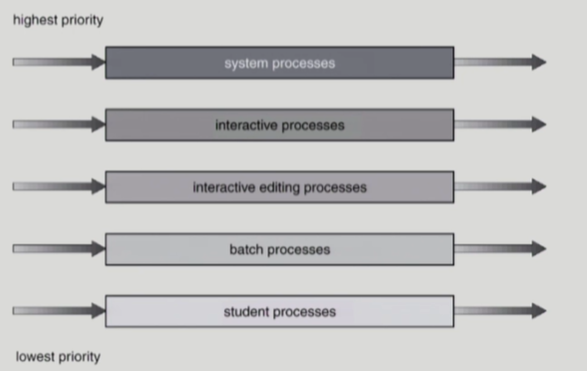 highest priority
system processes
interactive processes
interactive editing processes
batch processes
student processes
lowest priority